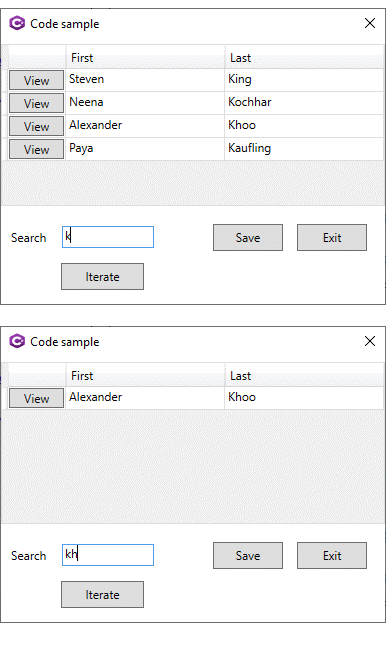 Code sample
First Last
View Steven King
View Neena Kochhar
View Alexander Khoo
View Paya Kaufling
Search k Save Exit
Iterate
Code sample
First Last
View Alexander Khoo
Search kh Save Exit
Iterate